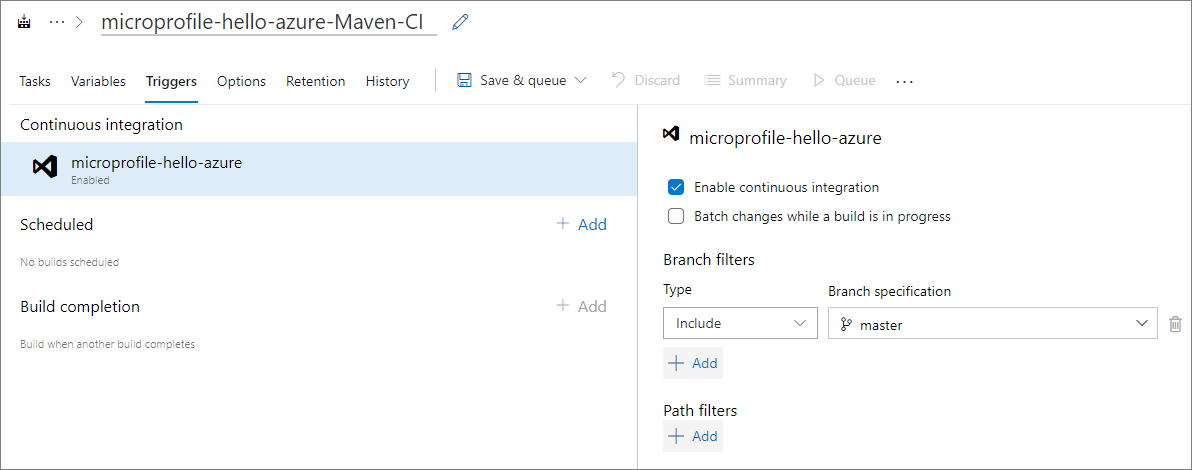 ··· > microprofile-hello-azure-Maven-CI
Tasks Variables Triggers Options Retention History Save & queue Discard Summary Queue ···
Continuous integration
microprofile-hello-azure
Enabled
Scheduled + Add
No builds scheduled
Build completion + Add
Build when another build completes
microprofile-hello-azure
Enable continuous integration
Batch changes while a build is in progress
Branch filters
Type Branch specification
Include master
+ Add
Path filters
+ Add